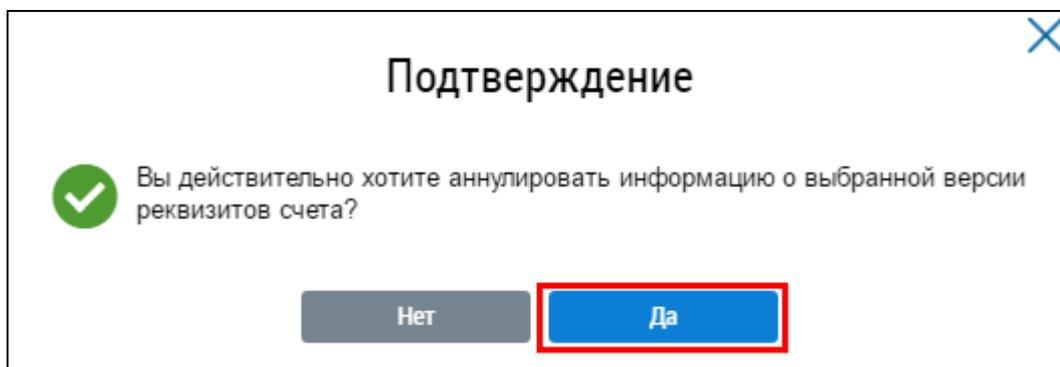 Подтверждение
Вы действительно хотите аннулировать информацию о выбранной версии
реквизитов счета?
Нет
Да